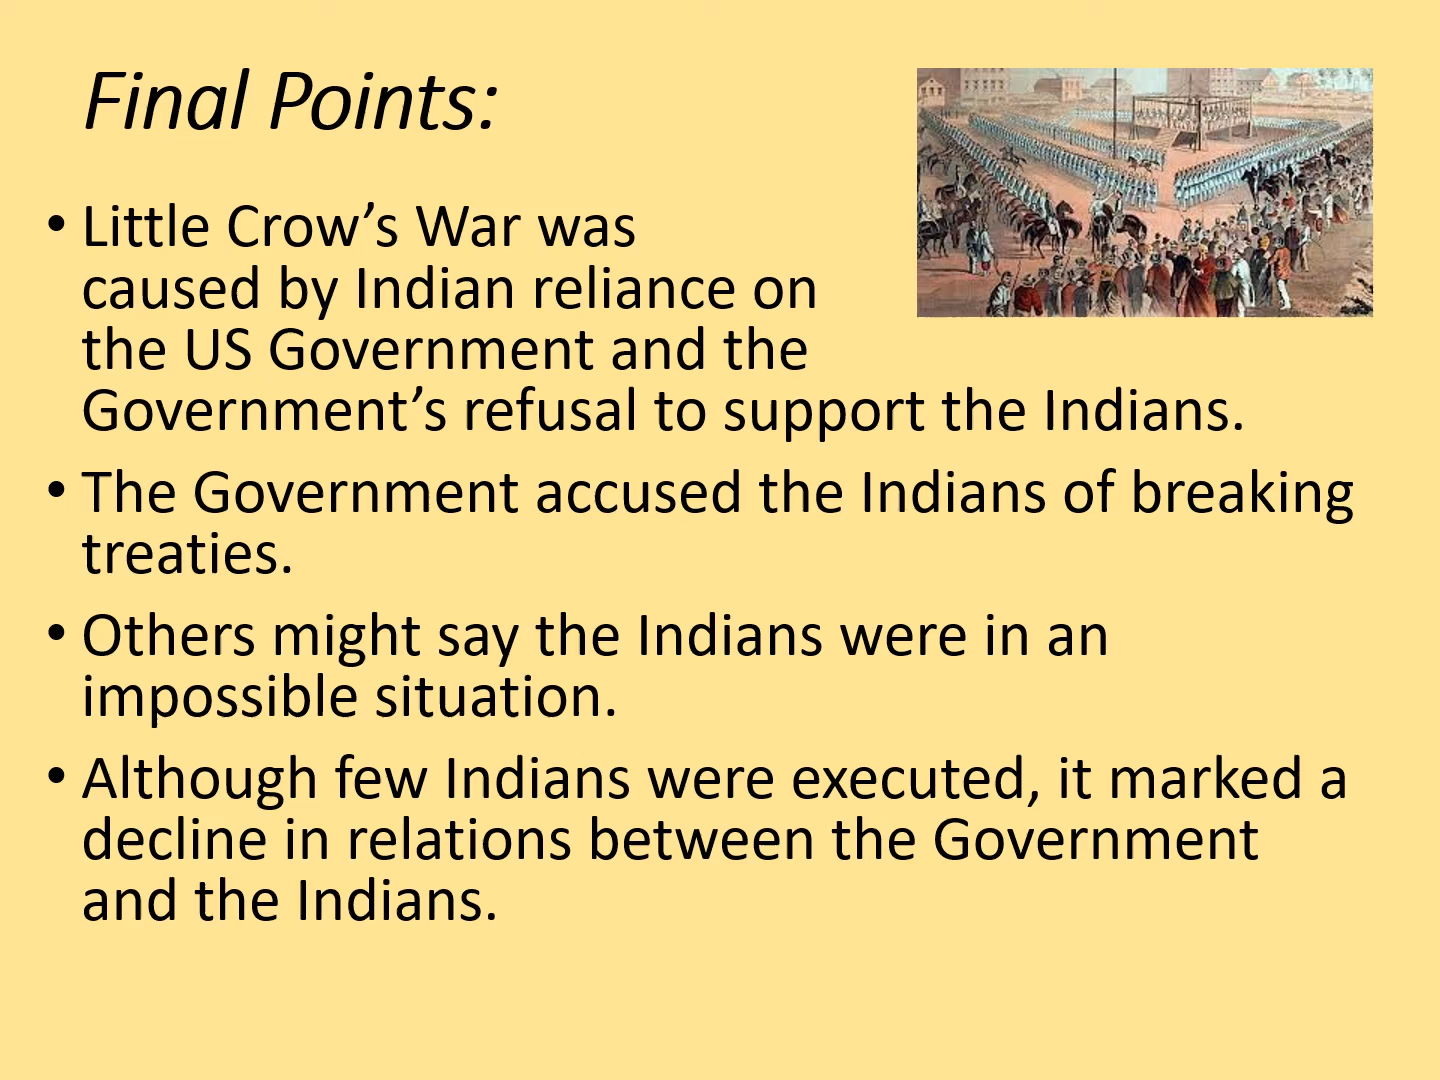 Final Points:
• Little Crow’s War was
caused by Indian reliance on
the US Government and the
Government’s refusal to support the Indians.
• The Government accused the Indians of breaking
treaties.
• Others might say the Indians were in an
impossible situation.
• Although few Indians were executed, it marked a
decline in relations between the Government
and the Indians.